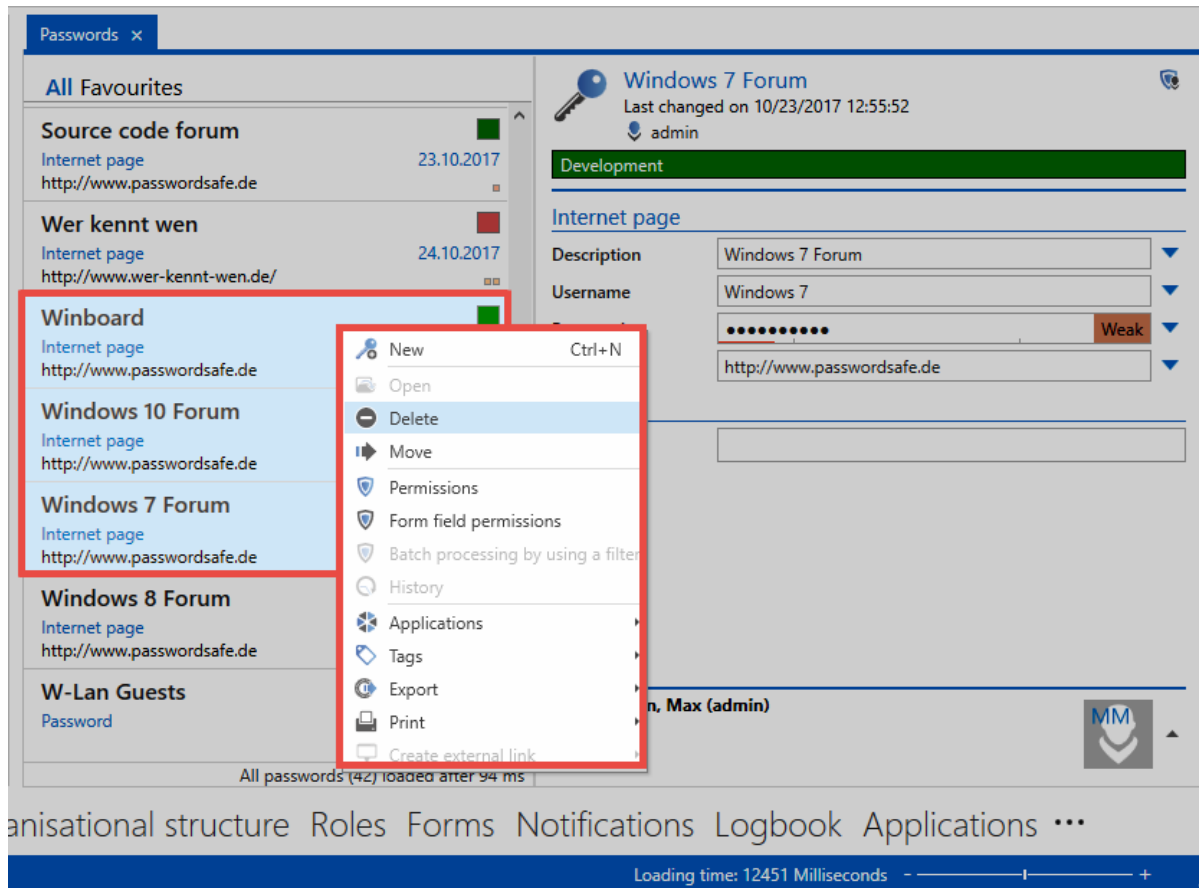 Passwords ×
All Favourites
Source code forum
Internet page 23.10.2017
http://www.passwordsafe.de
Wer kennt wen
Internet page 24.10.2017
http://www.wer-kennt-wen.de/
Winboard
Internet page
http://www.passwordsafe.de
Windows 10 Forum
Internet page
http://www.passwordsafe.de
Windows 7 Forum
Internet page
http://www.passwordsafe.de
Windows 8 Forum
Internet page
http://www.passwordsafe.de
W-Lan Guests
Password
All passwords (42) loaded after 94 ms
New Ctrl+N
Open
Delete
Move
Permissions
Form field permissions
Batch processing by using a filter
History
Applications
Tags
Export
Print
Create external link
Windows 7 Forum
Last changed on 10/23/2017 12:55:52
admin
Development
Internet page
Description Windows 7 Forum
Username Windows 7
●●●●●●●●●● Weak
http://www.passwordsafe.de
n, Max (admin)
MM
anisational structure Roles Forms Notifications Logbook Applications •••
Loading time: 12451 Milliseconds - +